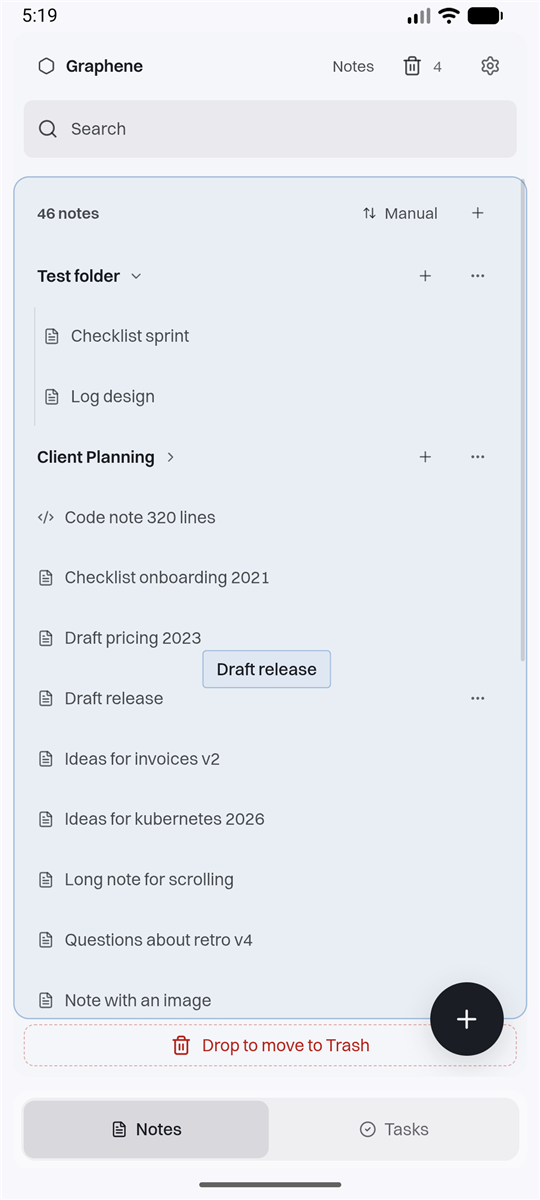 5:19
Graphene Notes 4
Search
46 notes Manual
Test folder
Checklist sprint
Log design
Client Planning
Code note 320 lines
Checklist onboarding 2021
Draft pricing 2023
Draft release
Draft release
Ideas for invoices v2
Ideas for kubernetes 2026
Long note for scrolling
Questions about retro v4
Note with an image
Drop to move to Trash
Notes Tasks